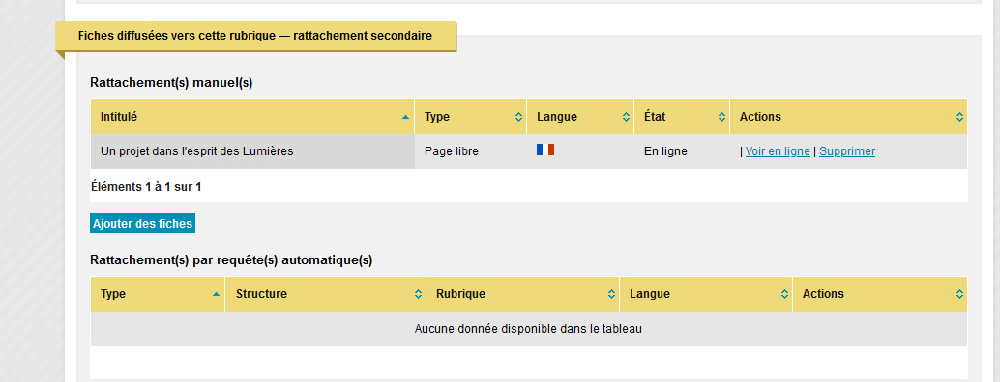 Fiches diffusées vers cette rubrique — rattachement secondaire
Rattachement(s) manuel(s)
Intitulé Type Langue État Actions
Un projet dans l'esprit des Lumières Page libre En ligne | Voir en ligne | Supprimer
Éléments 1 à 1 sur 1
Ajouter des fiches
Rattachement(s) par requête(s) automatique(s)
Type Structure Rubrique Langue Actions
Aucune donnée disponible dans le tableau